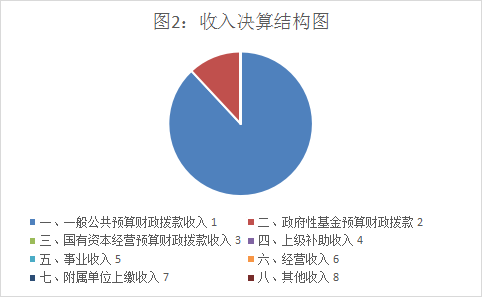 图2：收入决算结构图
一、一般公共预算财政拨款收入 1 二、政府性基金预算财政拨款 2
三、国有资本经营预算财政拨款收入 3 四、上级补助收入 4
五、事业收入 5 六、经营收入 6
七、附属单位上缴收入 7 八、其他收入 8